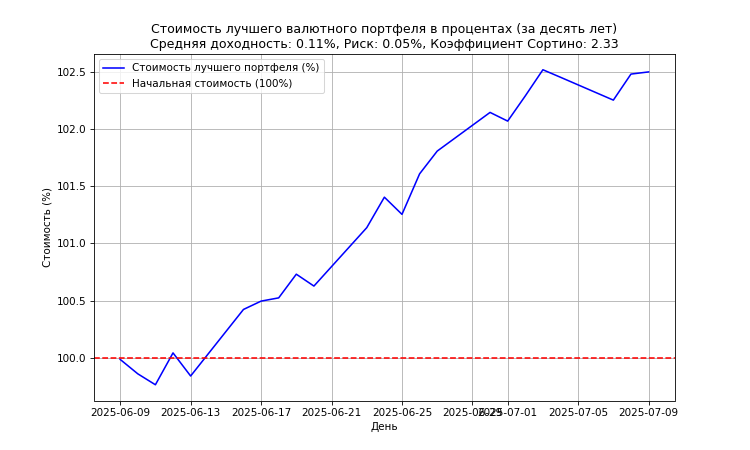 Стоимость лучшего валютного портфеля в процентах (за десять лет)
Средняя доходность: 0.11%, Риск: 0.05%, Коэффициент Сортино: 2.33
Стоимость лучшего портфеля (%)
Начальная стоимость (100%)
Стоимость (%)
102.5
102.0
101.5
101.0
100.5
100.0
2025-06-09 2025-06-13 2025-06-17 2025-06-21 2025-06-25 2025-06-29 2025-07-01 2025-07-05 2025-07-09
День